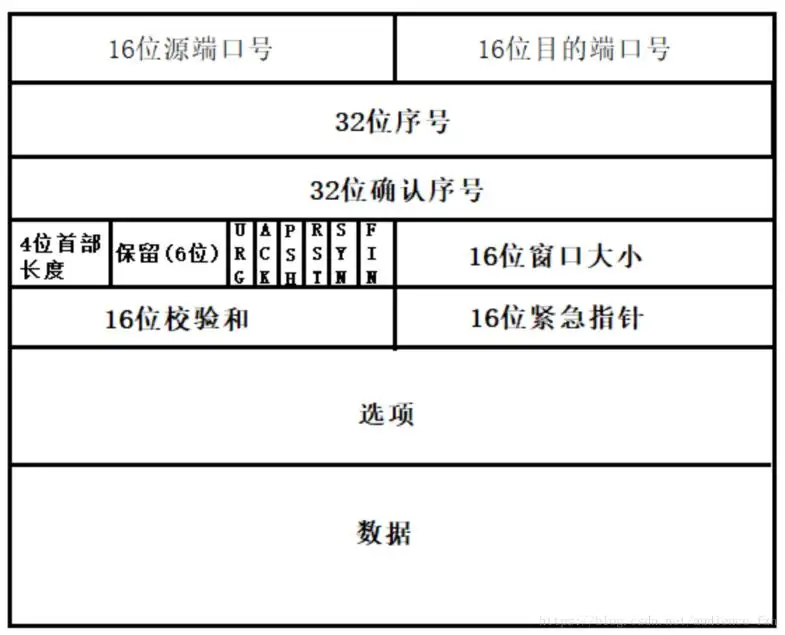 16位源端口号
16位目的端口号
32位序号
32位确认序号
4位首部
长度
保留(6位)
URG
ACK
PSH
RST
SYN
FIN
16位窗口大小
16位校验和
16位紧急指针
选项
数据